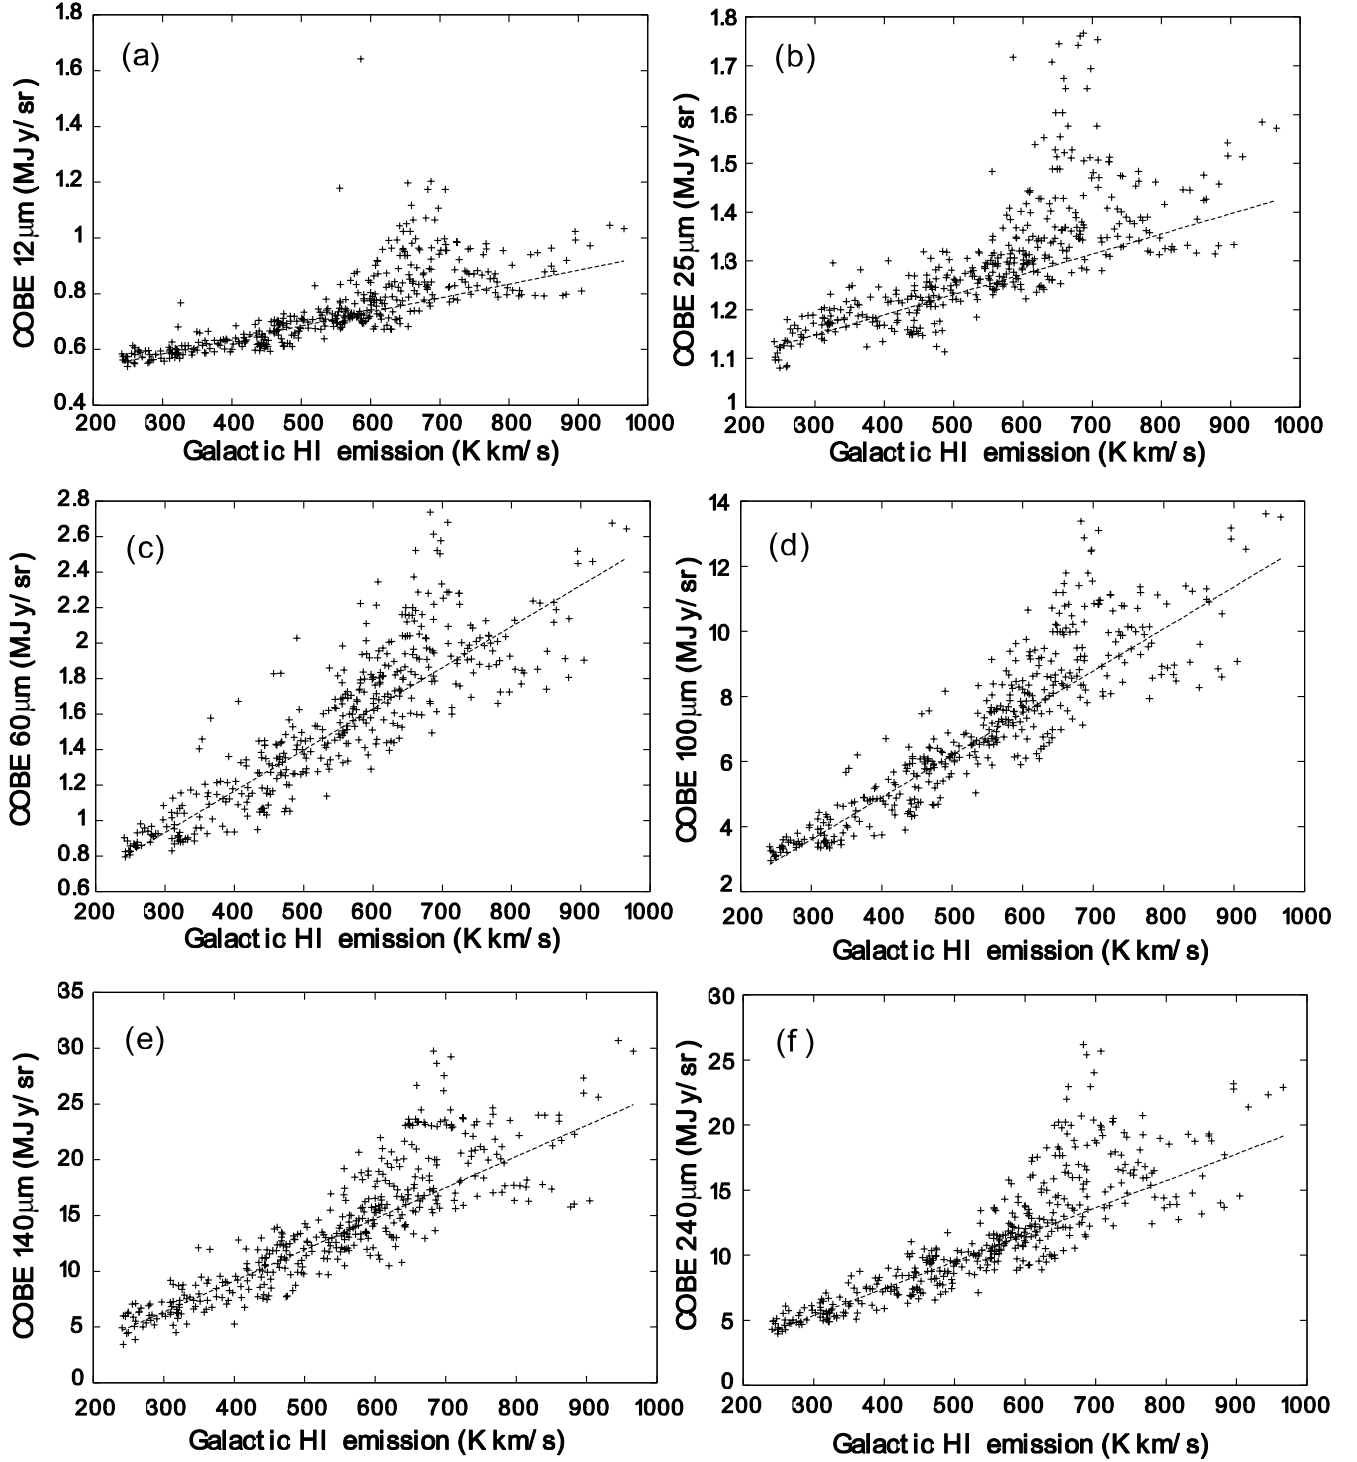 1.8
1.6
1.4
1.2
1
0.8
0.6
0.4
COBE 12μm (MJy/sr)
(a)
200 300 400 500 600 700 800 900 1000
Galactic HI emission (K km/s)
1.8
1.7
1.6
1.5
1.4
1.3
1.2
1.1
1
COBE 25μm (MJy/sr)
(b)
200 300 400 500 600 700 800 900 1000
Galactic HI emission (K km/s)
2.8
2.6
2.4
2.2
2
1.8
1.6
1.4
1.2
1
0.8
0.6
COBE 60μm (MJy/sr)
(c)
200 300 400 500 600 700 800 900 1000
Galactic HI emission (K km/s)
14
12
10
8
6
4
2
COBE 100μm (MJy/sr)
(d)
200 300 400 500 600 700 800 900 1000
Galactic HI emission (K km/s)
35
30
25
20
15
10
5
0
COBE 140μm (MJy/sr)
(e)
200 300 400 500 600 700 800 900 1000
Galactic HI emission (K km/s)
30
25
20
15
10
5
0
COBE 240μm (MJy/sr)
(f)
200 300 400 500 600 700 800 900 1000
Galactic HI emission (K km/s)